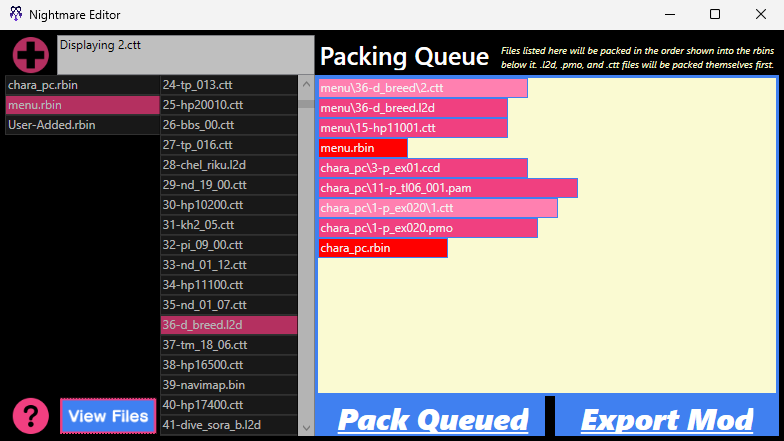 Nightmare Editor
Displaying 2.ctt
Packing Queue
Files listed here will be packed in the order shown into the rbins
below it. .l2d, .pmo, and .ctt files will be packed themselves first.
chara_pc.rbin
menu.rbin
User-Added.rbin
24-tp_013.ctt
25-hp20010.ctt
26-bbs_00.ctt
27-tp_016.ctt
28-chel_riku.l2d
29-nd_19_00.ctt
30-hp10200.ctt
31-kh2_05.ctt
32-pi_09_00.ctt
33-nd_01_12.ctt
34-hp11100.ctt
35-nd_01_07.ctt
36-d_breed.l2d
37-tm_18_06.ctt
38-hp16500.ctt
39-navimap.bin
40-hp17400.ctt
41-dive_sora_b.l2d
menu\36-d_breed\2.ctt
menu\36-d_breed.l2d
menu\15-hp11001.ctt
menu.rbin
chara_pc\3-p_ex01.ccd
chara_pc\11-p_tl06_001.pam
chara_pc\1-p_ex020\1.ctt
chara_pc\1-p_ex020.pmo
chara_pc.rbin
?
View Files
Pack Queued
Export Mod